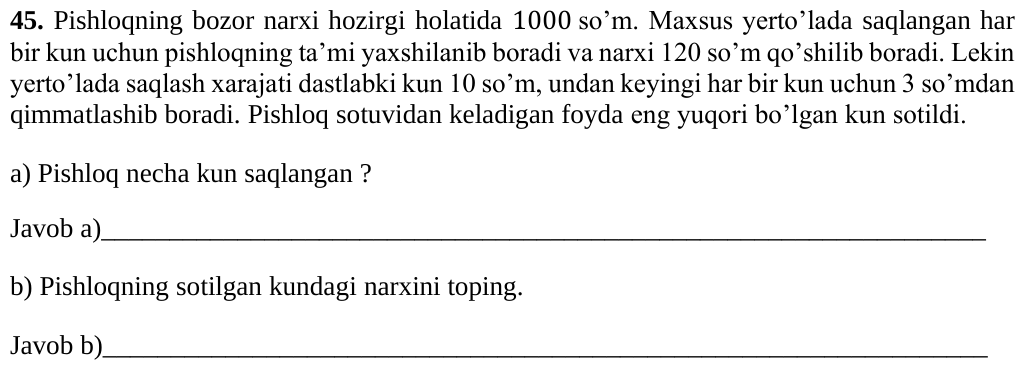 45. Pishloqning bozor narxi hozirgi holatida 1000 so’m. Maxsus yerto’lada saqlangan har
bir kun uchun pishloqning ta’mi yaxshilanib boradi va narxi 120 so’m qo’shilib boradi. Lekin
yerto’lada saqlash xarajati dastlabki kun 10 so’m, undan keyingi har bir kun uchun 3 so’mdan
qimmatlashib boradi. Pishloq sotuvidan keladigan foyda eng yuqori bo’lgan kun sotildi.
a) Pishloq necha kun saqlangan ?
Javob a)
b) Pishloqning sotilgan kundagi narxini toping.
Javob b)